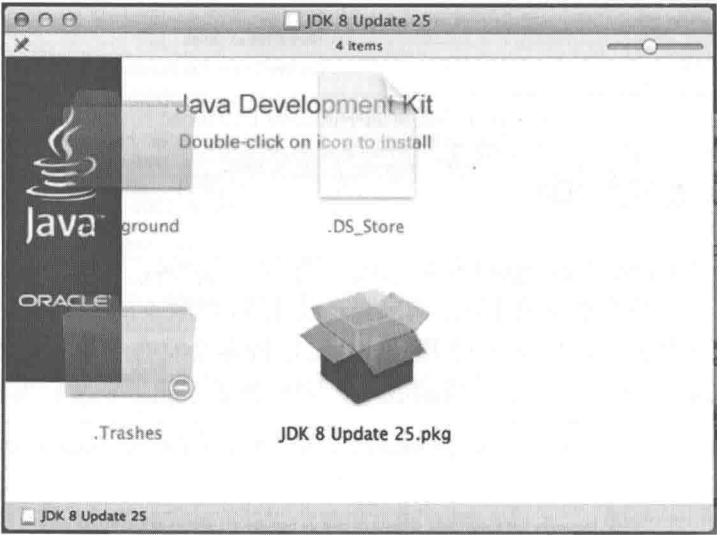 JDK 8 Update 25
4 items
Java Development Kit
Double-click on icon to install
Java
ground
.DS_Store
ORACLE
.Trashes
JDK 8 Update 25.pkg
JDK 8 Update 25